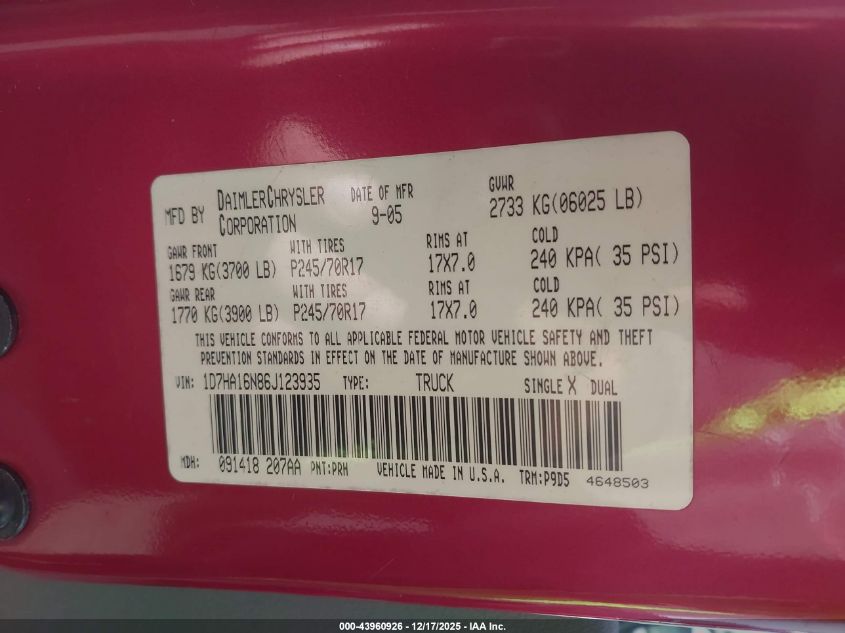 MFD BY DAIMLERCHRYSLER CORPORATION DATE OF MFR 9-05 GVWR 2733 KG(06025 LB)
GAWR FRONT WITH TIRES RIMS AT COLD
1679 KG(3700 LB) P245/70R17 17X7.0 240 KPA( 35 PSI)
GAWR REAR WITH TIRES RIMS AT COLD
1770 KG(3900 LB) P245/70R17 17X7.0 240 KPA( 35 PSI)
THIS VEHICLE CONFORMS TO ALL APPLICABLE FEDERAL MOTOR VEHICLE SAFETY AND THEFT
PREVENTION STANDARDS IN EFFECT ON THE DATE OF MANUFACTURE SHOWN ABOVE.
VIN: 1D7HA16N86J123935 TYPE: TRUCK SINGLE X DUAL
MDH: 091418 207AA PNT:PRH VEHICLE MADE IN U.S.A. TRM:P9D5 4648503
000-43960926 - 12/17/2025 - IAA Inc.